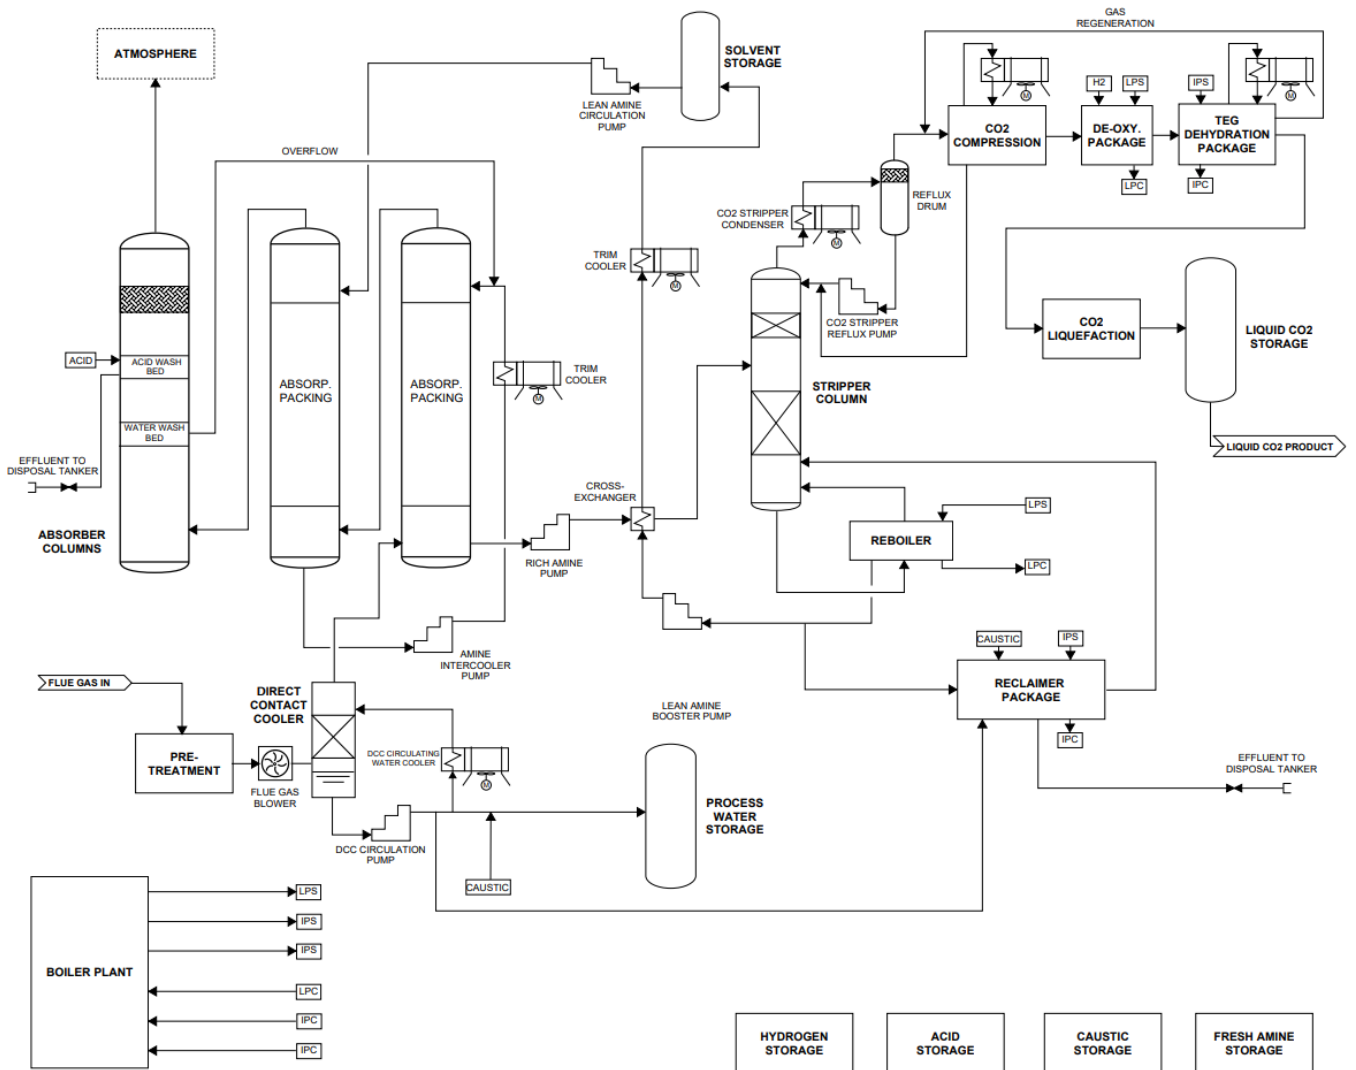 GAS
REGENERATION
ATMOSPHERE
SOLVENT
STORAGE
LEAN AMINE
CIRCULATION
PUMP
OVERFLOW
H2
LPS
IPS
M
M
CO2
COMPRESSION
DE-OXY.
PACKAGE
TEG
DEHYDRATION
PACKAGE
LPC
IPC
REFLUX
DRUM
CO2 STRIPPER
CONDENSER
M
TRIM
COOLER
M
CO2 STRIPPER
REFLUX PUMP
CO2
LIQUEFACTION
LIQUID CO2
STORAGE
ACID
ACID WASH
BED
ABSORP.
PACKING
ABSORP.
PACKING
TRIM
COOLER
M
STRIPPER
COLUMN
WATER WASH
BED
LIQUID CO2 PRODUCT
EFFLUENT TO
DISPOSAL TANKER
CROSS-
EXCHANGER
LPS
ABSORBER
COLUMNS
RICH AMINE
PUMP
REBOILER
LPC
AMINE
INTERCOOLER
PUMP
CAUSTIC
IPS
FLUE GAS IN
DIRECT
CONTACT
COOLER
RECLAIMER
PACKAGE
LEAN AMINE
BOOSTER PUMP
IPC
PRE-
TREATMENT
DCC CIRCULATING
WATER COOLER
M
EFFLUENT TO
DISPOSAL TANKER
FLUE GAS
BLOWER
PROCESS
WATER
STORAGE
DCC CIRCULATION
PUMP
CAUSTIC
LPS
IPS
IPS
BOILER PLANT
LPC
IPC
IPC
HYDROGEN
STORAGE
ACID
STORAGE
CAUSTIC
STORAGE
FRESH AMINE
STORAGE